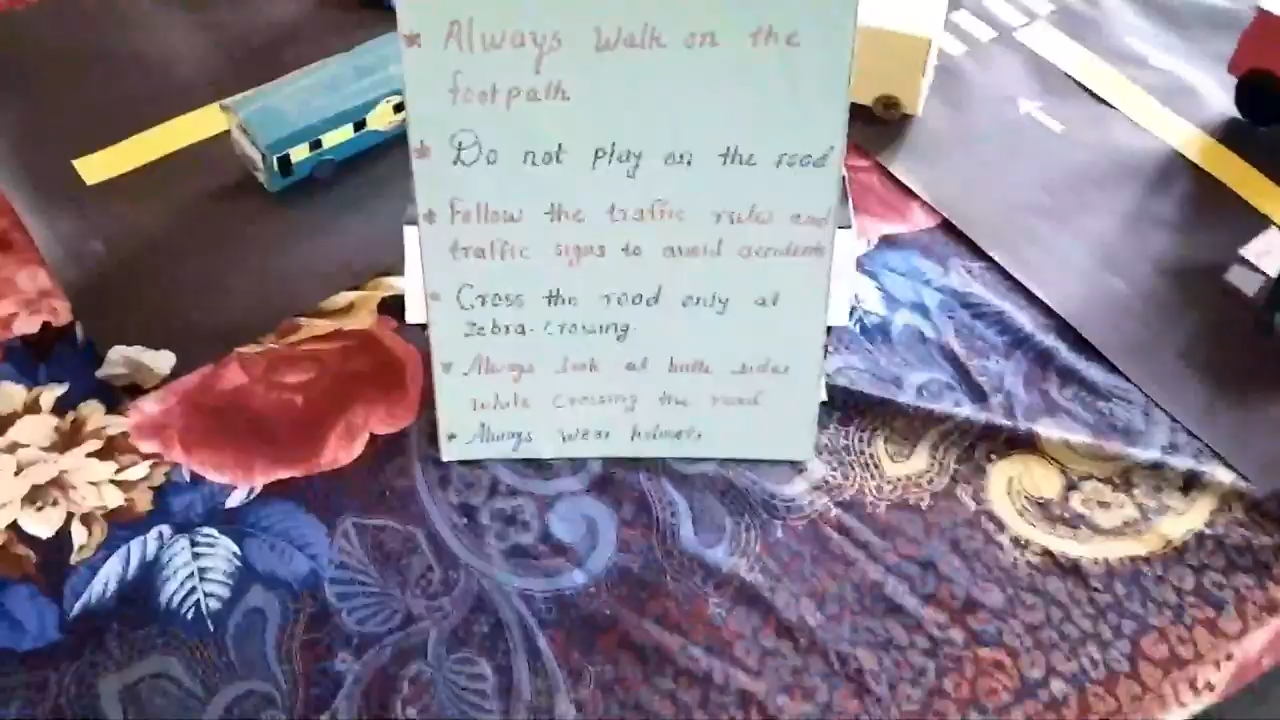 * Always Walk on the
footpath
* Do not play on the road
* Follow the traffic rules and
traffic signs to avoid accidents
* Cross the road only at
zebra-crossing.
* Always look at both sides
while crossing the road
* Always wear helmets